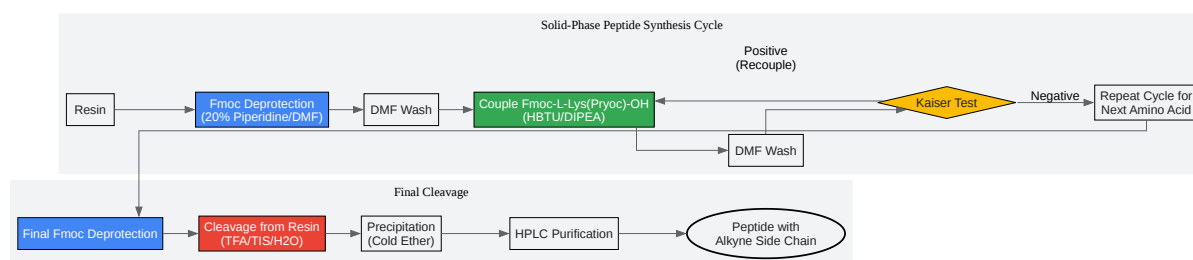 Solid-Phase Peptide Synthesis Cycle
Positive
(Recouple)
Resin
Fmoc Deprotection
(20% Piperidine/DMF)
DMF Wash
Couple Fmoc-L-Lys(Pryoc)-OH
(HBTU/DIPEA)
Kaiser Test
Negative
Repeat Cycle for
Next Amino Acid
DMF Wash
Final Cleavage
Final Fmoc Deprotection
Cleavage from Resin
(TFA/TIS/H2O)
Precipitation
(Cold Ether)
HPLC Purification
Peptide with
Alkyne Side Chain